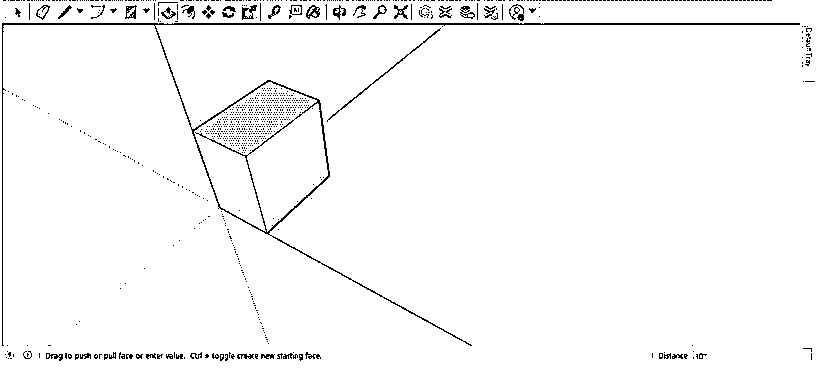 Default Tray
Drag to push or pull face or enter value. Ctrl = toggle create new starting face.
Distance 10"